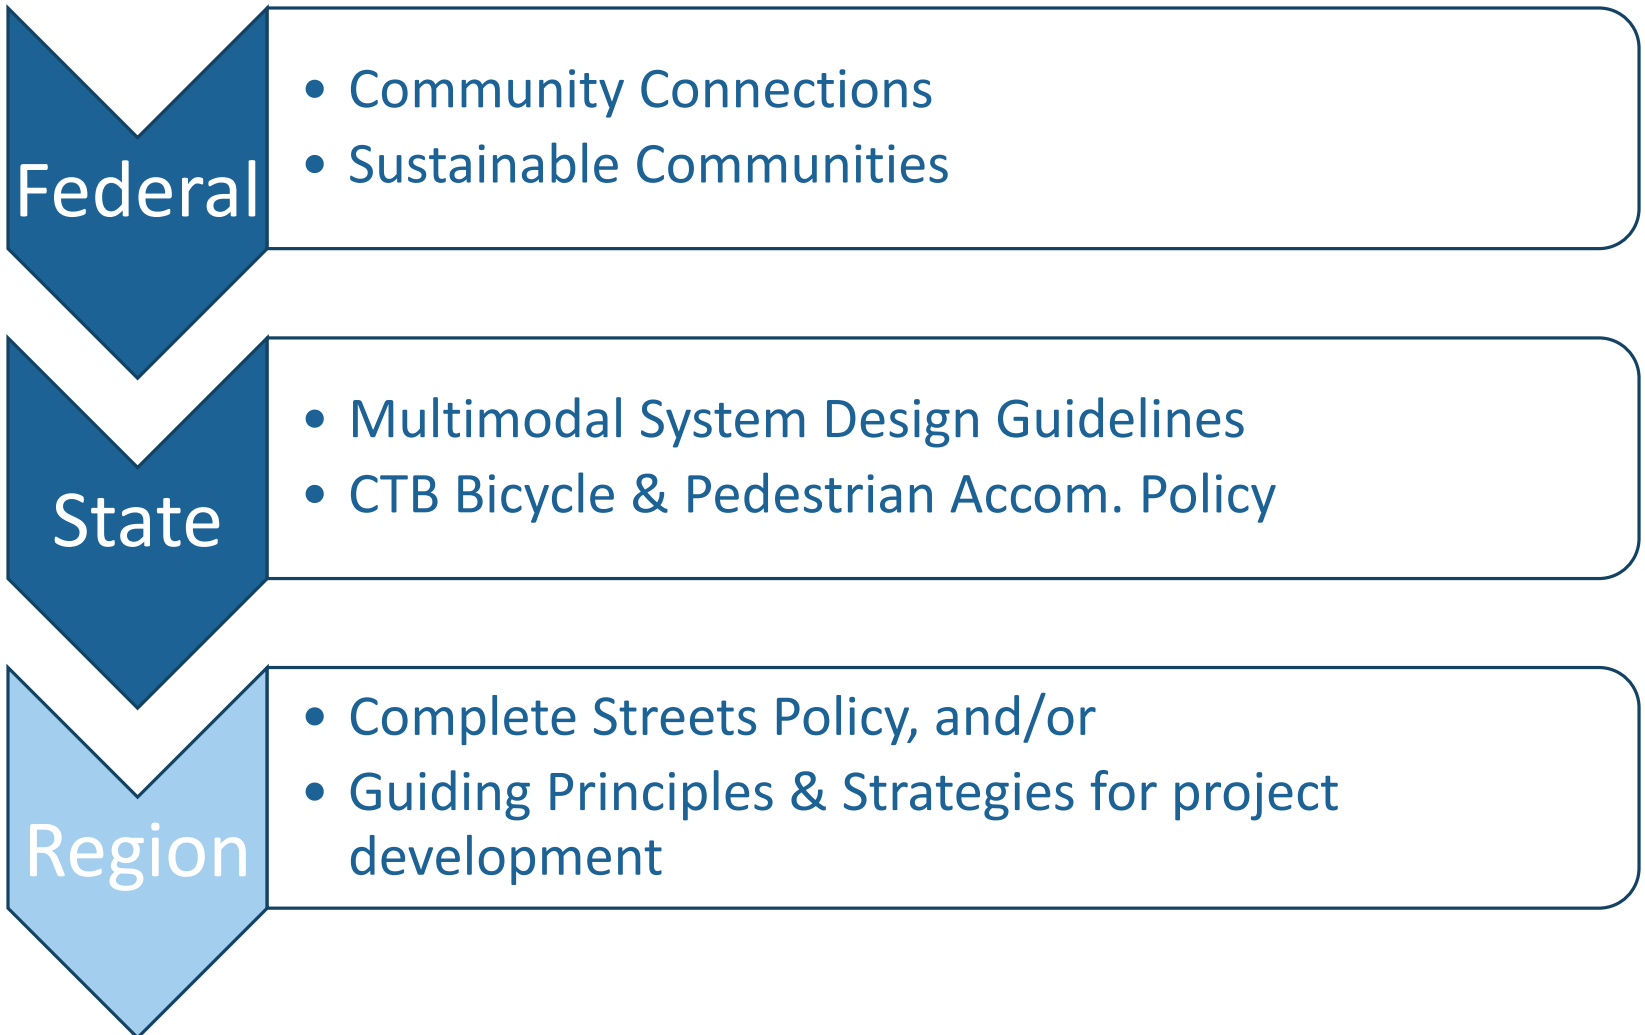 Federal
• Community Connections
• Sustainable Communities
State
• Multimodal System Design Guidelines
• CTB Bicycle & Pedestrian Accom. Policy
Region
• Complete Streets Policy, and/or
• Guiding Principles & Strategies for project
development